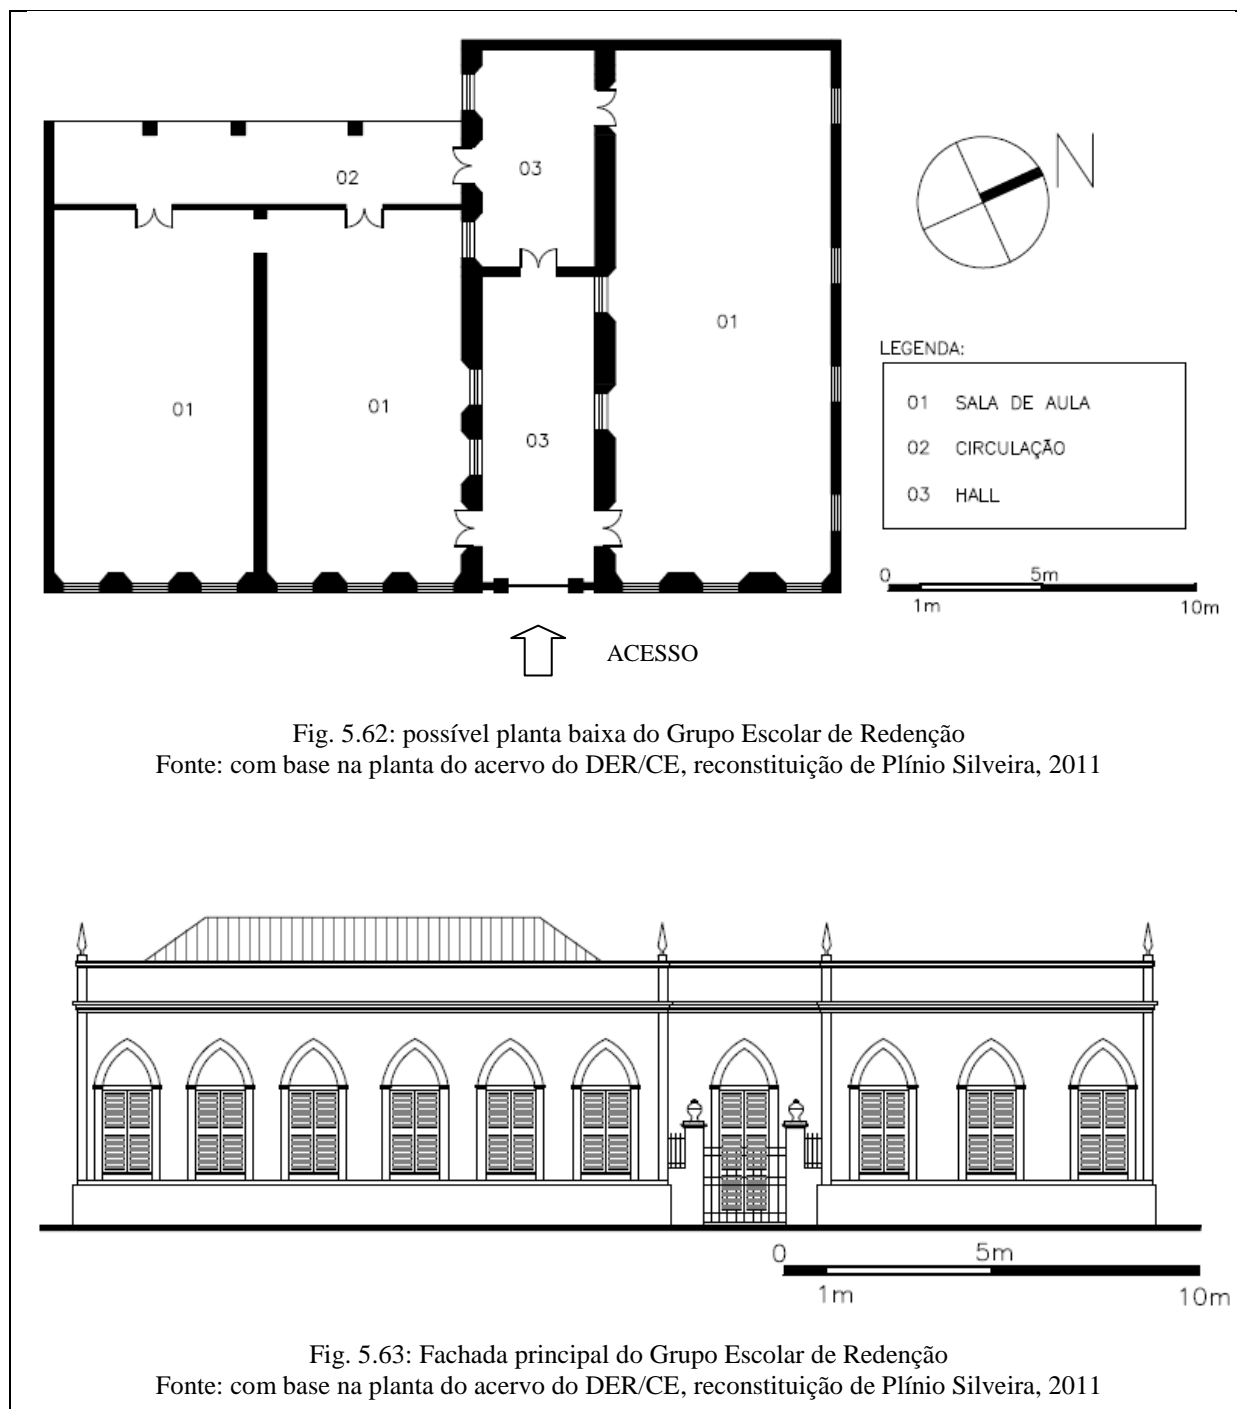 03
02
01
N
01
01
03
LEGENDA:
01 SALA DE AULA
02 CIRCULAÇÃO
03 HALL
0 5m
1m 10m
ACESSO
Fig. 5.62: possível planta baixa do Grupo Escolar de Redenção
Fonte: com base na planta do acervo do DER/CE, reconstituição de Plínio Silveira, 2011
0 5m
1m 10m
Fig. 5.63: Fachada principal do Grupo Escolar de Redenção
Fonte: com base na planta do acervo do DER/CE, reconstituição de Plínio Silveira, 2011